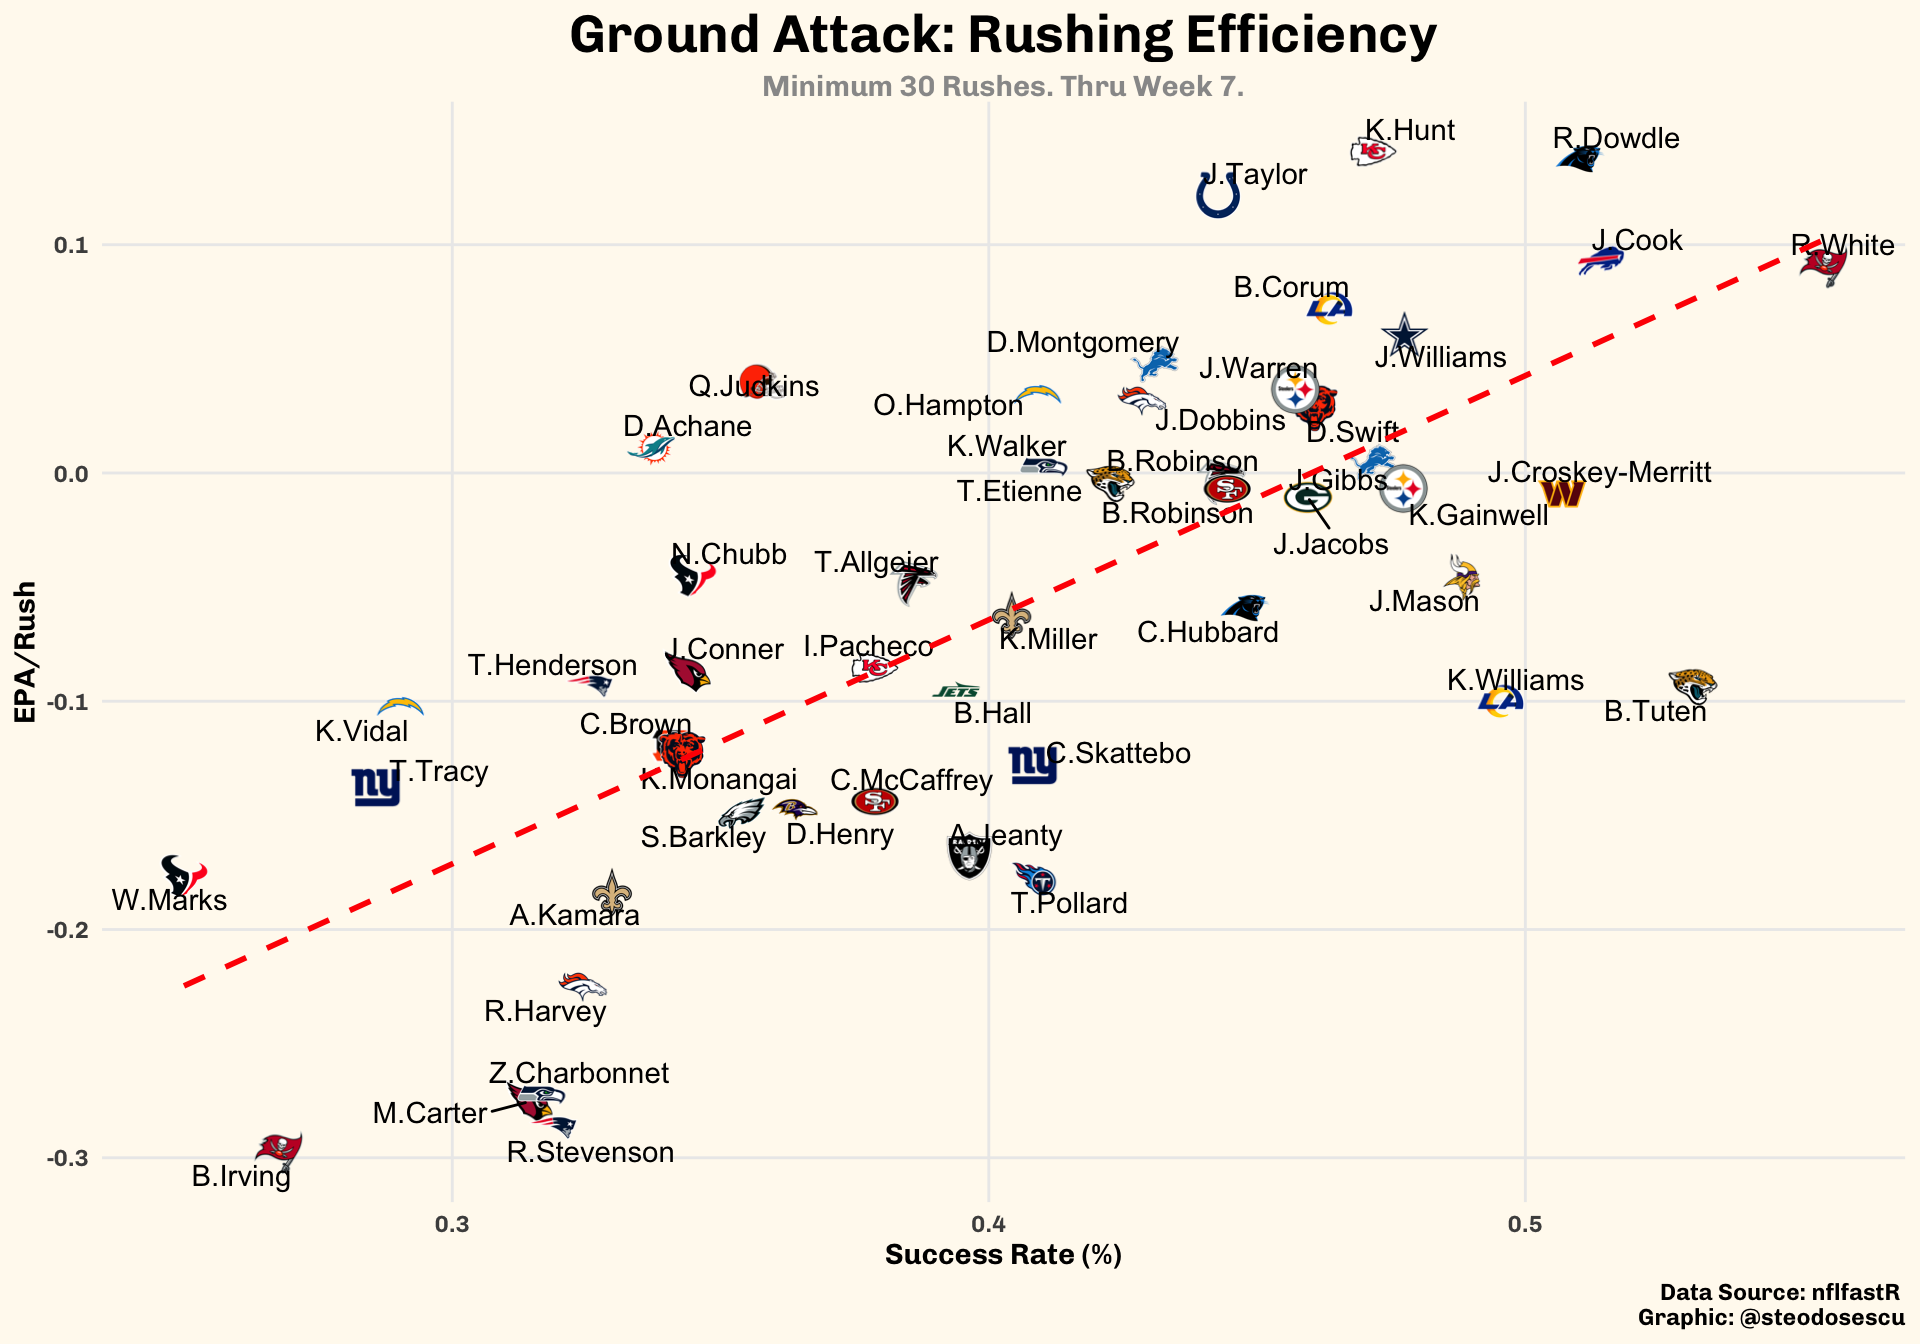 Ground Attack: Rushing Efficiency
Minimum 30 Rushes. Thru Week 7.
K.Hunt
R.Dowdle
J.Taylor
0.1
J.Cook
R.White
B.Corum
D.Montgomery
J.Williams
J.Warren
Q.Judkins
O.Hampton
J.Dobbins
D.Achane
D.Swift
K.Walker
B.Robinson
0.0
J.Gibbs
J.Croskey-Merritt
T.Etienne
B.Robinson
K.Gainwell
J.Jacobs
N.Chubb
T.Allgeier
J.Mason
C.Hubbard
K.Miller
EPA/Rush
J.Conner
I.Pacheco
T.Henderson
K.Williams
-0.1
JETS
B.Hall
B.Tuten
K.Vidal
C.Brown
C.Skattebo
T.Tracy
K.Monangai
C.McCaffrey
S.Barkley
D.Henry
A.Jeanty
W.Marks
T.Pollard
A.Kamara
-0.2
R.Harvey
Z.Charbonnet
M.Carter
R.Stevenson
-0.3
B.Irving
0.3
0.4
0.5
Success Rate (%)
Data Source: nflfastR
Graphic: @steodosescu